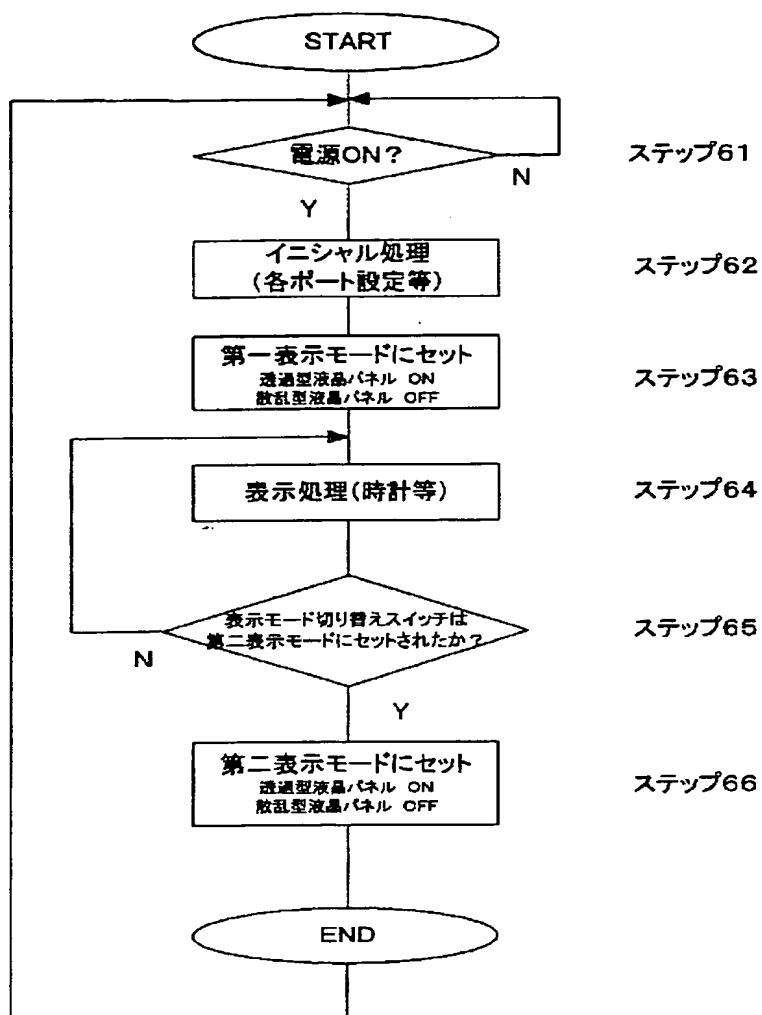 START
電源ON?
N
ステップ61
Y
イニシャル処理
(各ポート設定等)
ステップ62
第一表示モードにセット
透過型液晶パネル ON
散乱型液晶パネル OFF
ステップ63
表示処理(時計等)
ステップ64
表示モード切り替えスイッチは
第二表示モードにセットされたか?
ステップ65
N
Y
第二表示モードにセット
透過型液晶パネル ON
散乱型液晶パネル OFF
ステップ66
END